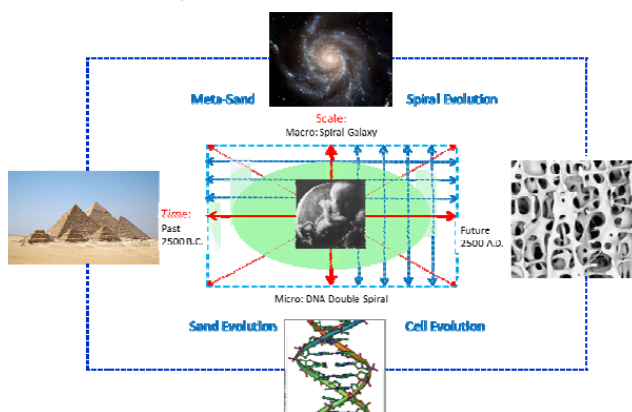 Meta-Sand
Spiral Evolution
Scale:
Macro: Spiral Galaxy
Time:
Past
2500 B.C.
Future
2500 A.D.
Micro: DNA Double Spiral
Sand Evolution
Cell Evolution